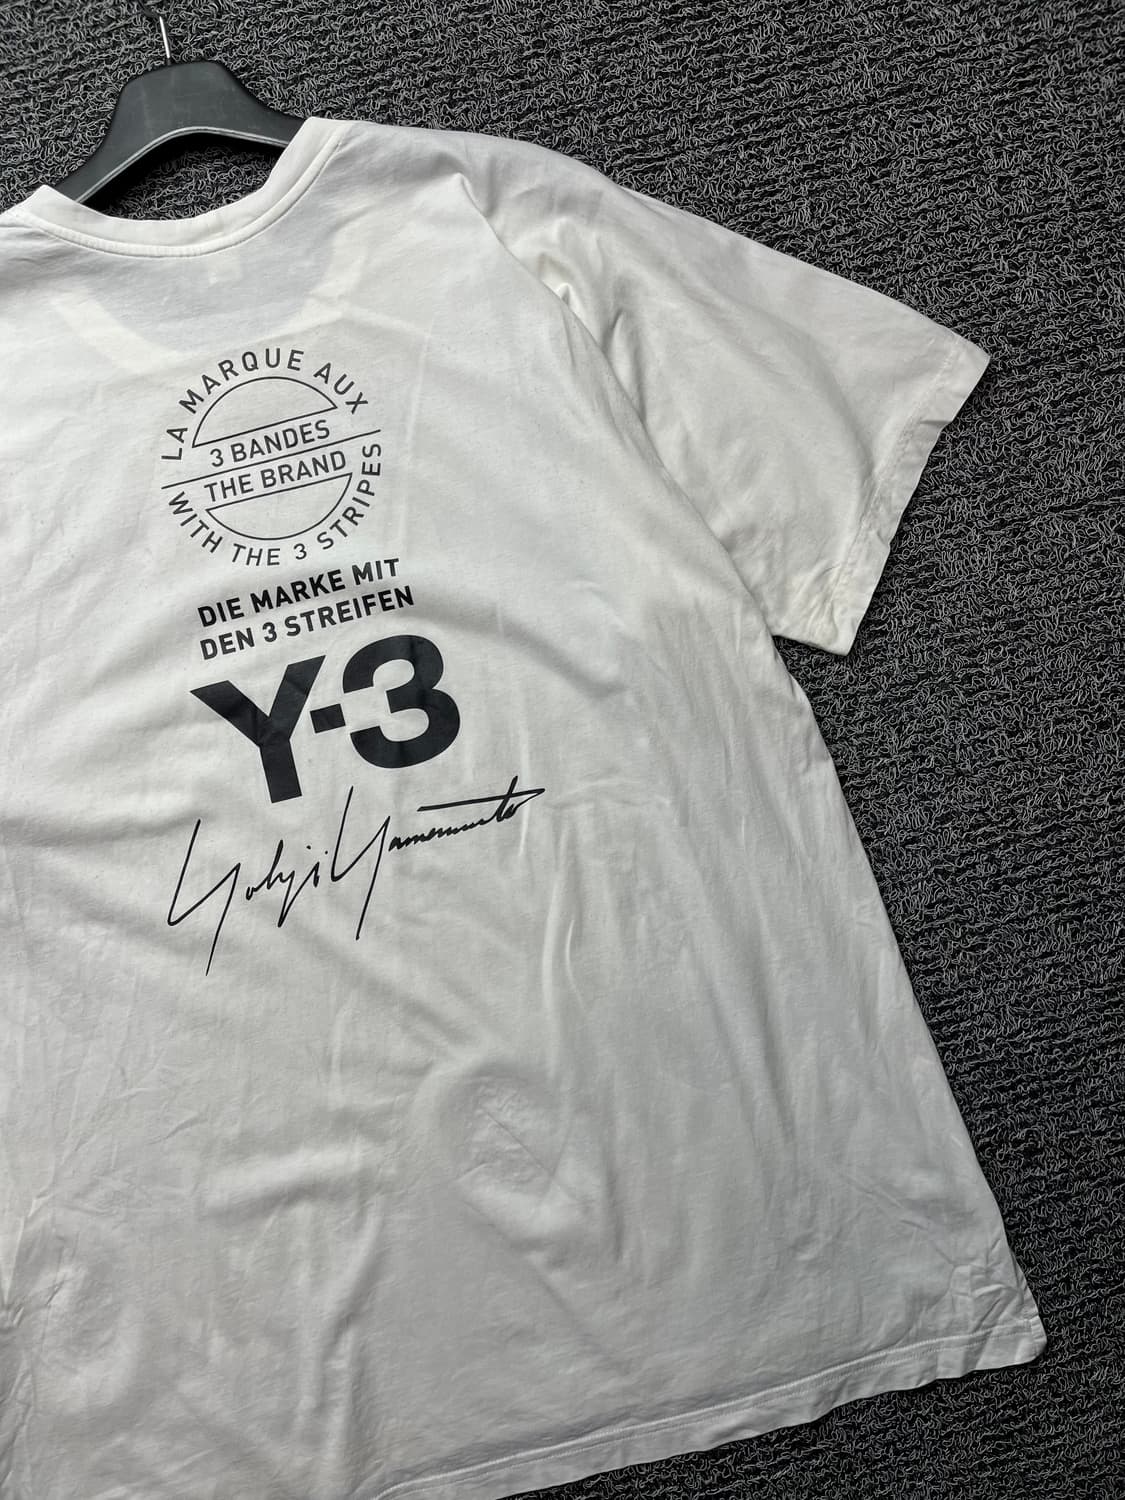 LA MARQUE AUX
3 BANDES
THE BRAND
WITH THE 3 STRIPES
DIE MARKE MIT
DEN 3 STREIFEN
Y-3
Yohji Yamamoto